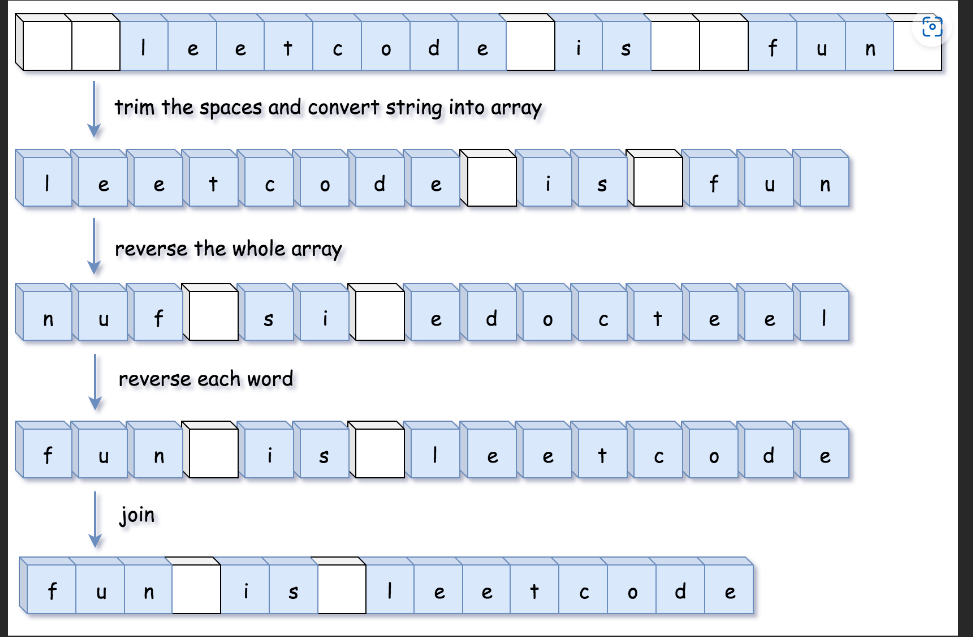 l e e t c o d e i s f u n
trim the spaces and convert string into array
l e e t c o d e i s f u n
reverse the whole array
n u f s i e d o c t e e l
reverse each word
f u n i s l e e t c o d e
join
f u n i s l e e t c o d e